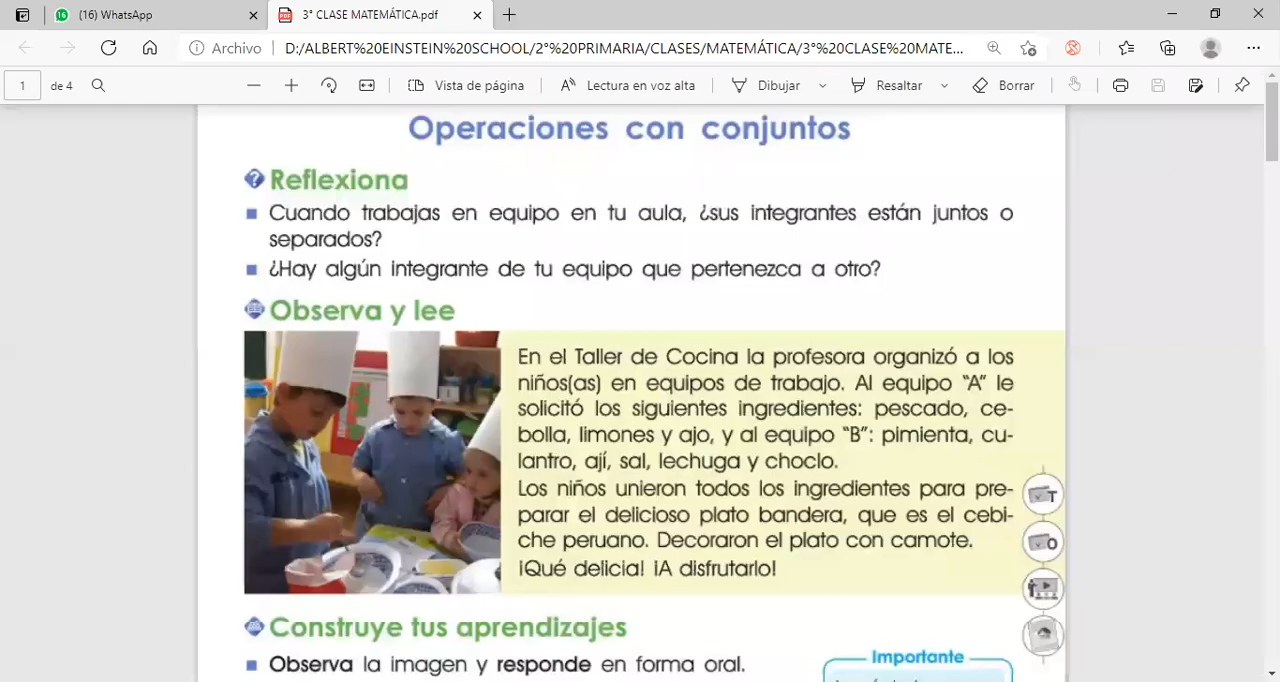 (16) WhatsApp
3° CLASE MATEMÁTICA.pdf
Archivo
D:/ALBERT%20EINSTEIN%20SCHOOL/2°%20PRIMARIA/CLASES/MATEMÁTICA/3°%20CLASE%20MATE...
1
de 4
Vista de página
Lectura en voz alta
Dibujar
Resaltar
Borrar
Operaciones con conjuntos
Reflexiona
Cuando trabajas en equipo en tu aula, ¿sus integrantes están juntos o
separados?
¿Hay algún integrante de tu equipo que pertenezca a otro?
Observa y lee
En el Taller de Cocina la profesora organizó a los
niños(as) en equipos de trabajo. Al equipo “A” le
solicitó los siguientes ingredientes: pescado, ce-
bolla, limones y ajo, y al equipo “B”: pimienta, cu-
lantro, ají, sal, lechuga y choclo.
Los niños unieron todos los ingredientes para pre-
parar el delicioso plato bandera, que es el cebi-
che peruano. Decoraron el plato con camote.
¡Qué delicia! ¡A disfrutarlo!
T
O
Construye tus aprendizajes
Observa la imagen y responde en forma oral.
Importante